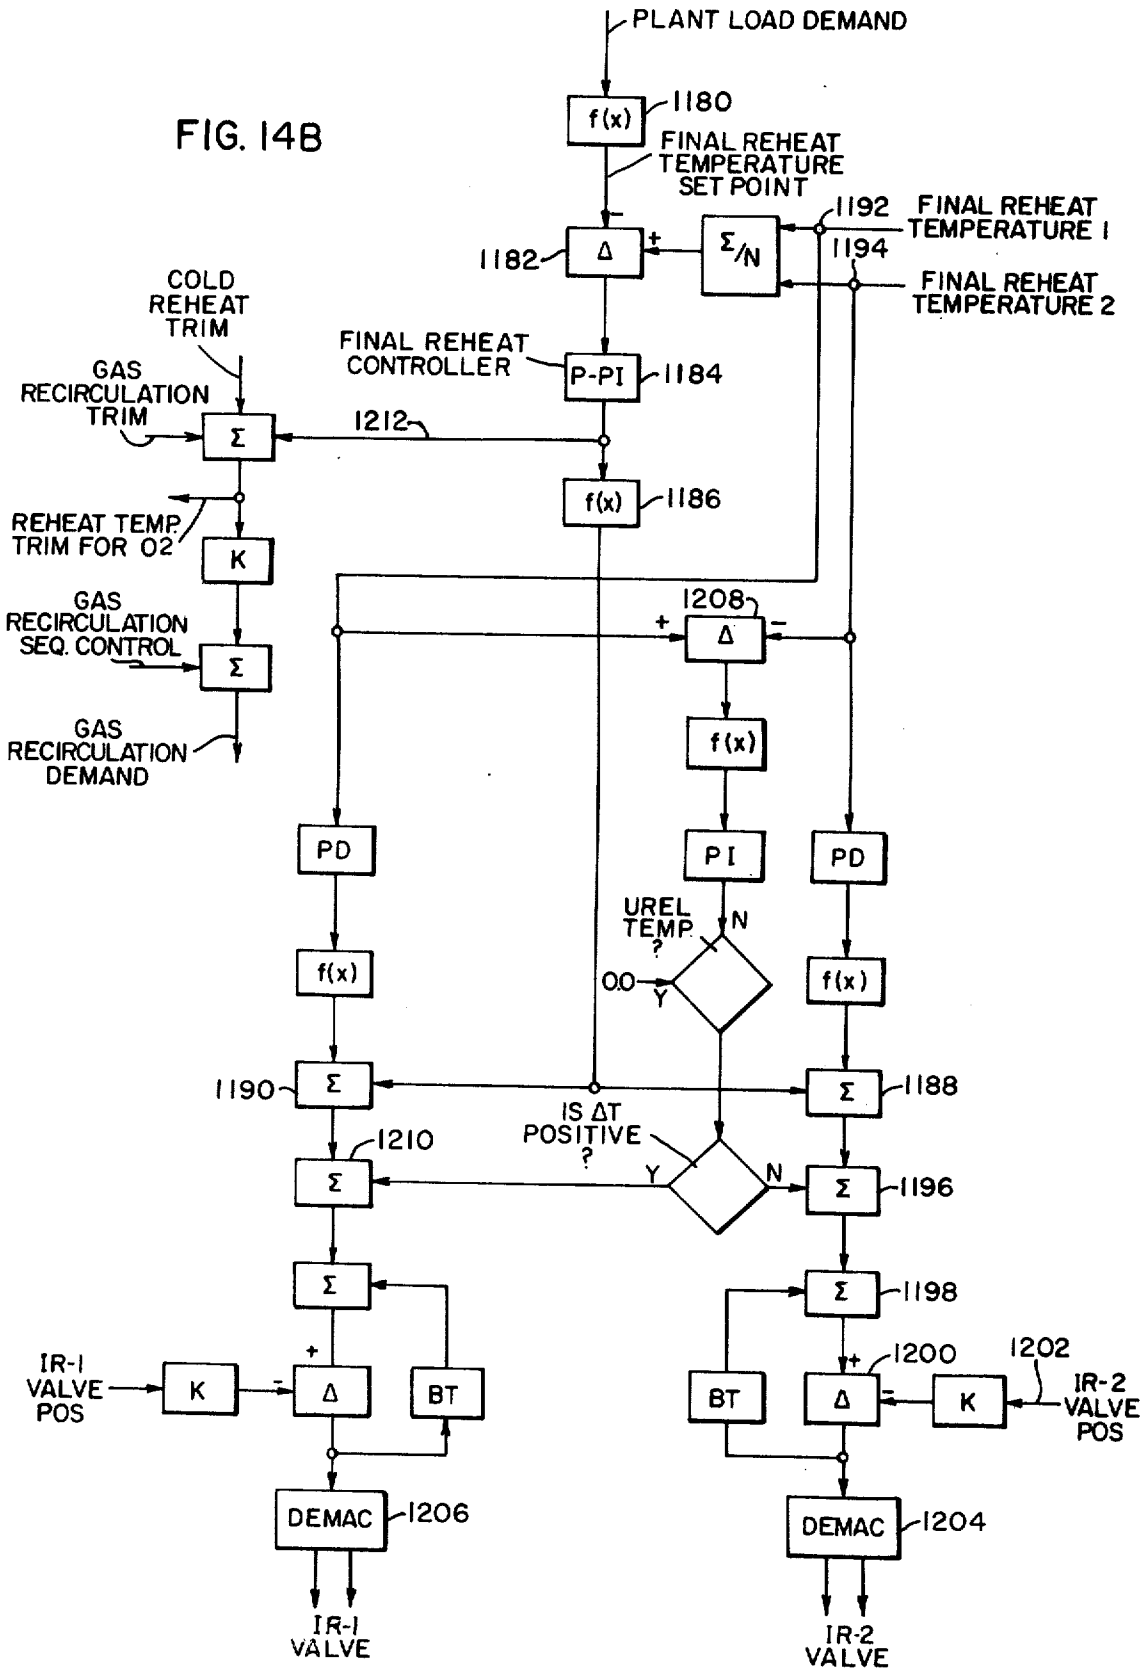 PLANT LOAD DEMAND
f(x)
1180
FIG. 14B
FINAL REHEAT
TEMPERATURE
SET POINT
-
1192
FINAL REHEAT
TEMPERATURE 1
Σ/N
+
Δ
1182
1194
FINAL REHEAT
TEMPERATURE 2
COLD
REHEAT
TRIM
FINAL REHEAT
CONTROLLER
P-PI
1184
GAS
RECIRCULATION
TRIM
Σ
1212
f(x)
1186
REHEAT TEMP.
TRIM FOR O2
K
GAS
RECIRCULATION
SEQ. CONTROL
Σ
1208
+
Δ
-
GAS
RECIRCULATION
DEMAND
f(x)
PD
PI
PD
UREL
TEMP
?
N
0.0
Y
f(x)
f(x)
1190
Σ
Σ
1188
IS ΔT
POSITIVE
?
1210
Σ
Y
N
Σ
1196
Σ
Σ
1198
IR-1
VALVE
POS
K
-
+
Δ
BT
BT
+
Δ
1200
-
K
1202
IR-2
VALVE
POS
DEMAC
1206
DEMAC
1204
IR-1
VALVE
IR-2
VALVE